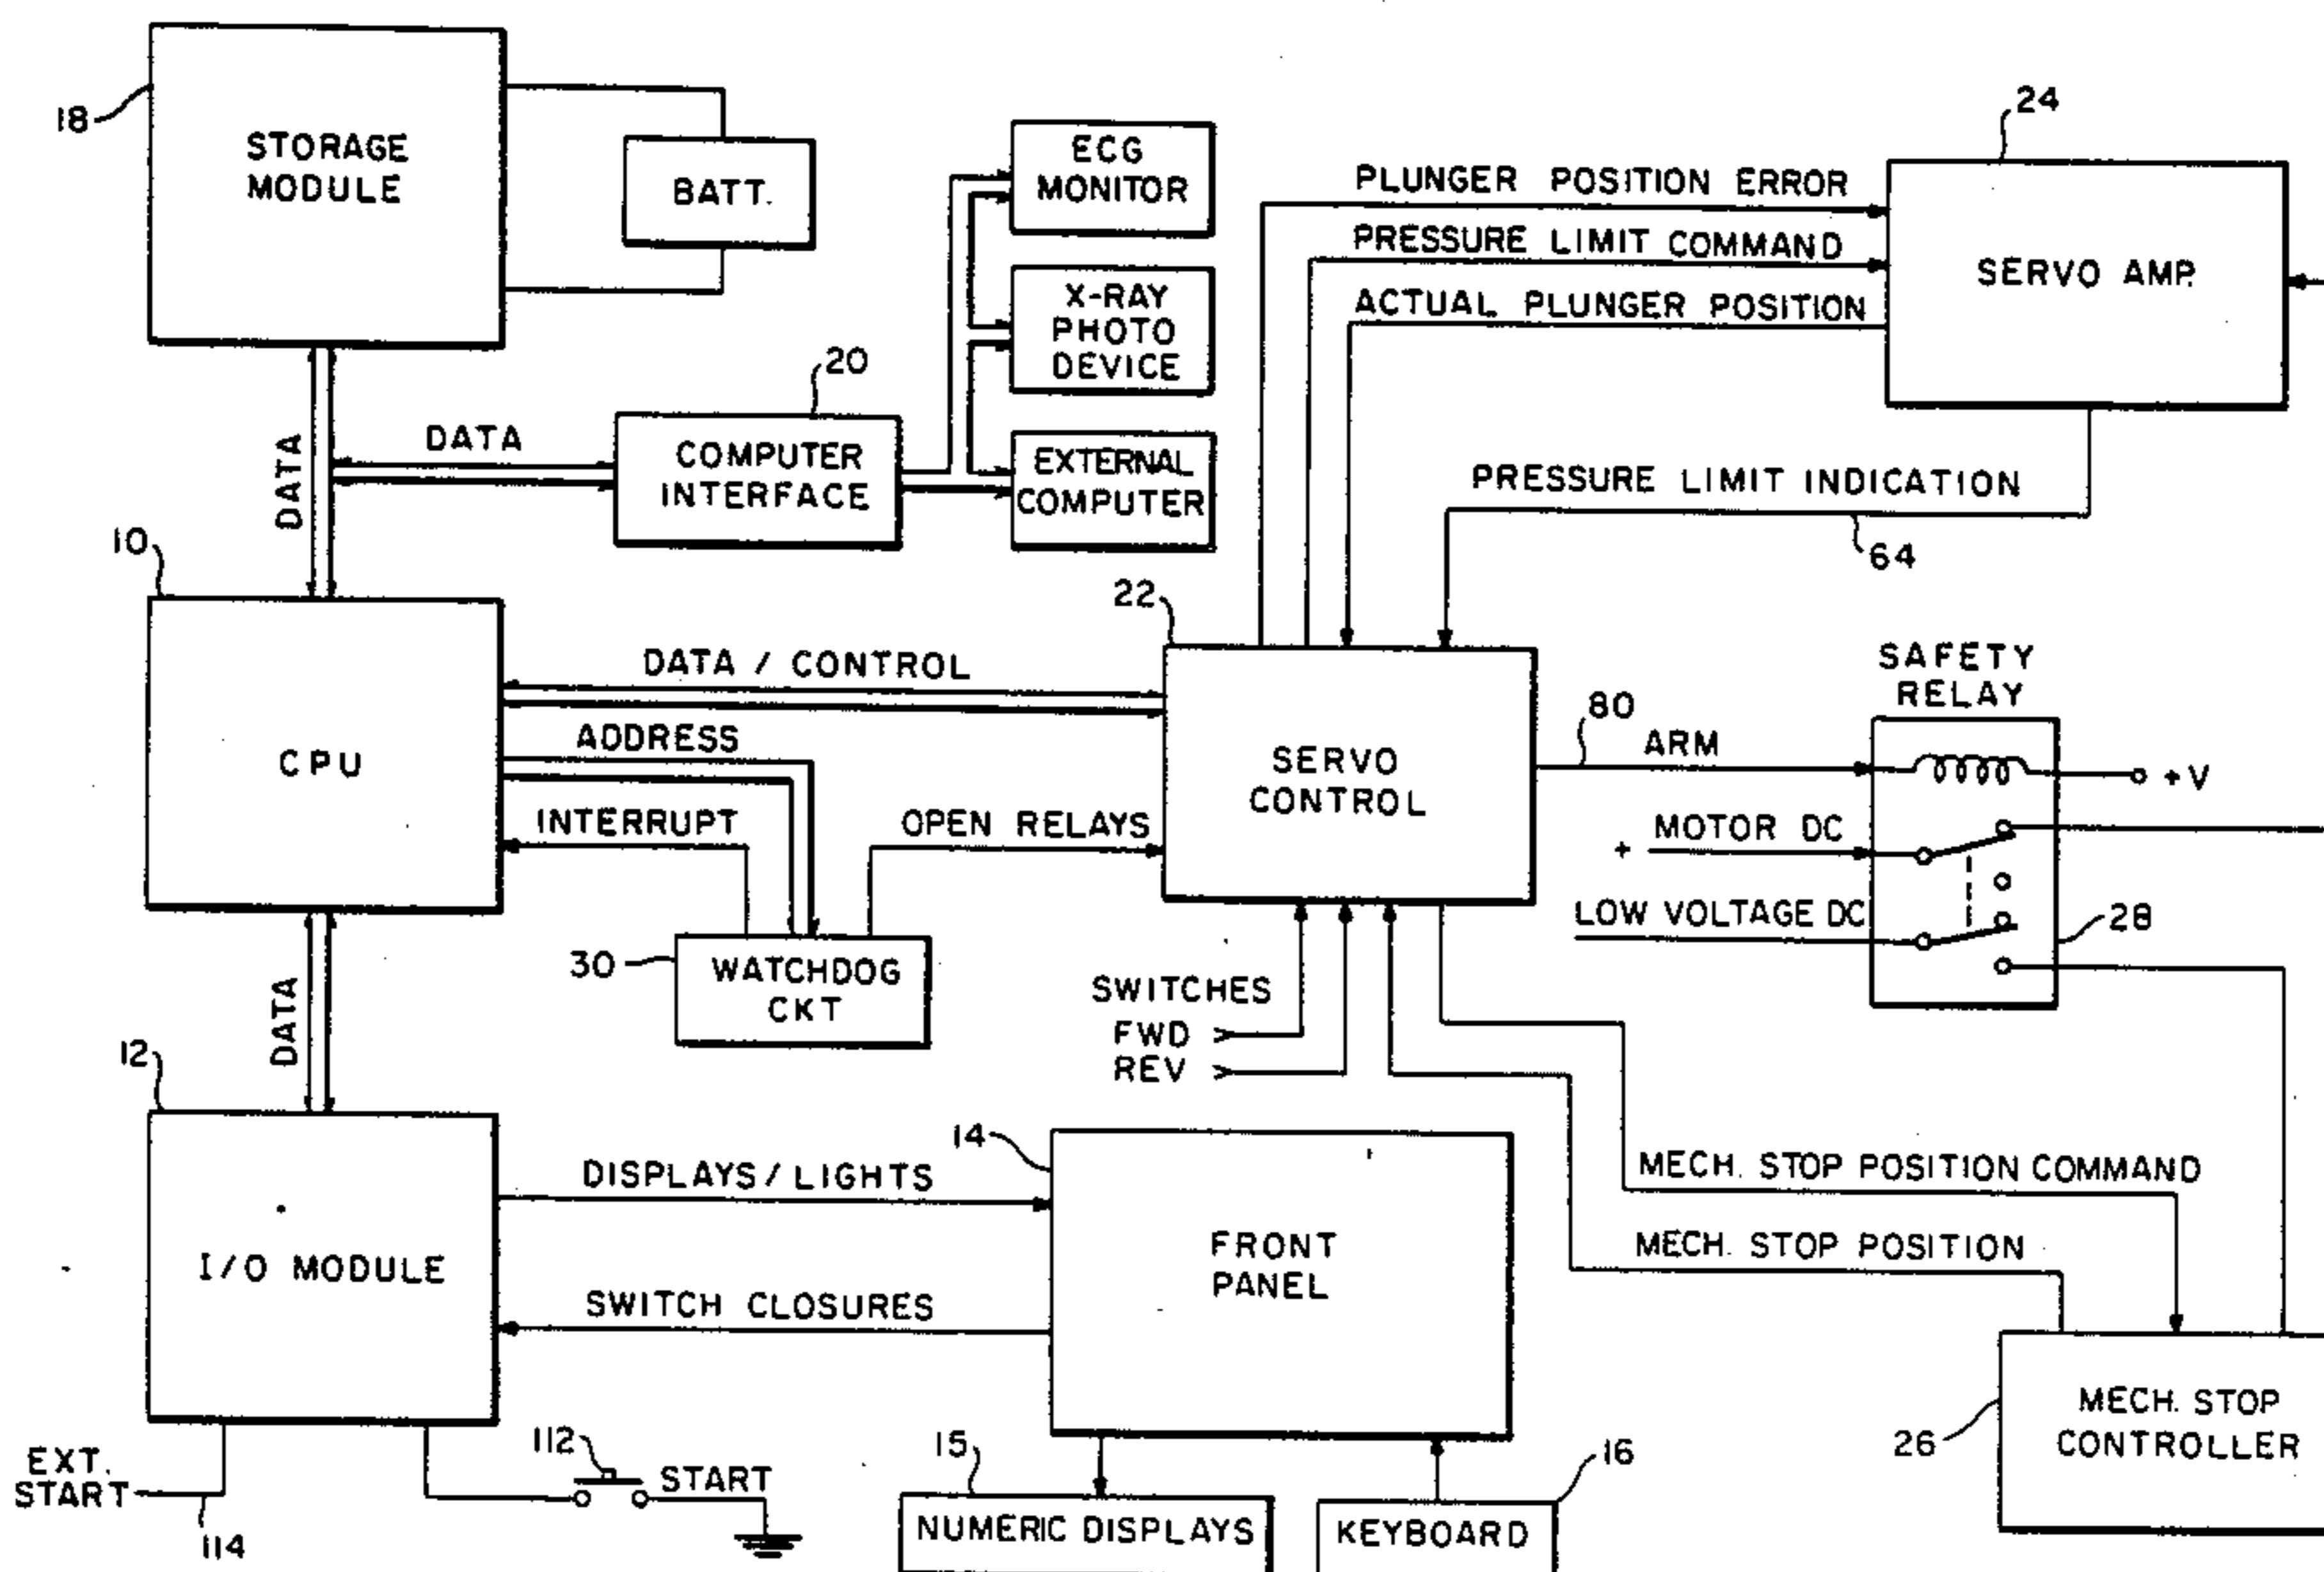 18
STORAGE
MODULE
BATT.
ECG
MONITOR
X-RAY
PHOTO
DEVICE
EXTERNAL
COMPUTER
20
COMPUTER
INTERFACE
DATA
DATA
PLUNGER POSITION ERROR
PRESSURE LIMIT COMMAND
ACTUAL PLUNGER POSITION
24
SERVO AMP.
PRESSURE LIMIT INDICATION
64
10
CPU
DATA / CONTROL
ADDRESS
INTERRUPT
OPEN RELAYS
22
SERVO
CONTROL
80
ARM
SAFETY
RELAY
+V
MOTOR DC
+
LOW VOLTAGE DC
28
30
WATCHDOG
CKT
SWITCHES
FWD
REV
DATA
12
I/O MODULE
DISPLAYS / LIGHTS
SWITCH CLOSURES
14
FRONT
PANEL
MECH. STOP POSITION COMMAND
MECH. STOP POSITION
26
MECH. STOP
CONTROLLER
EXT.
START
114
112
START
15
NUMERIC DISPLAYS
16
KEYBOARD